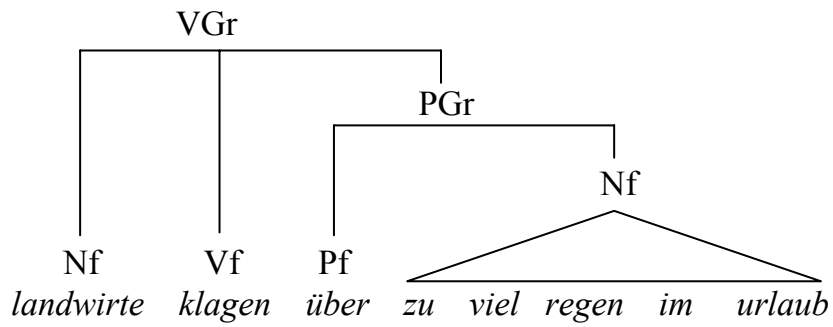 VGr
PGr
Nf
Nf Vf Pf
landwirte klagen über zu viel regen im urlaub